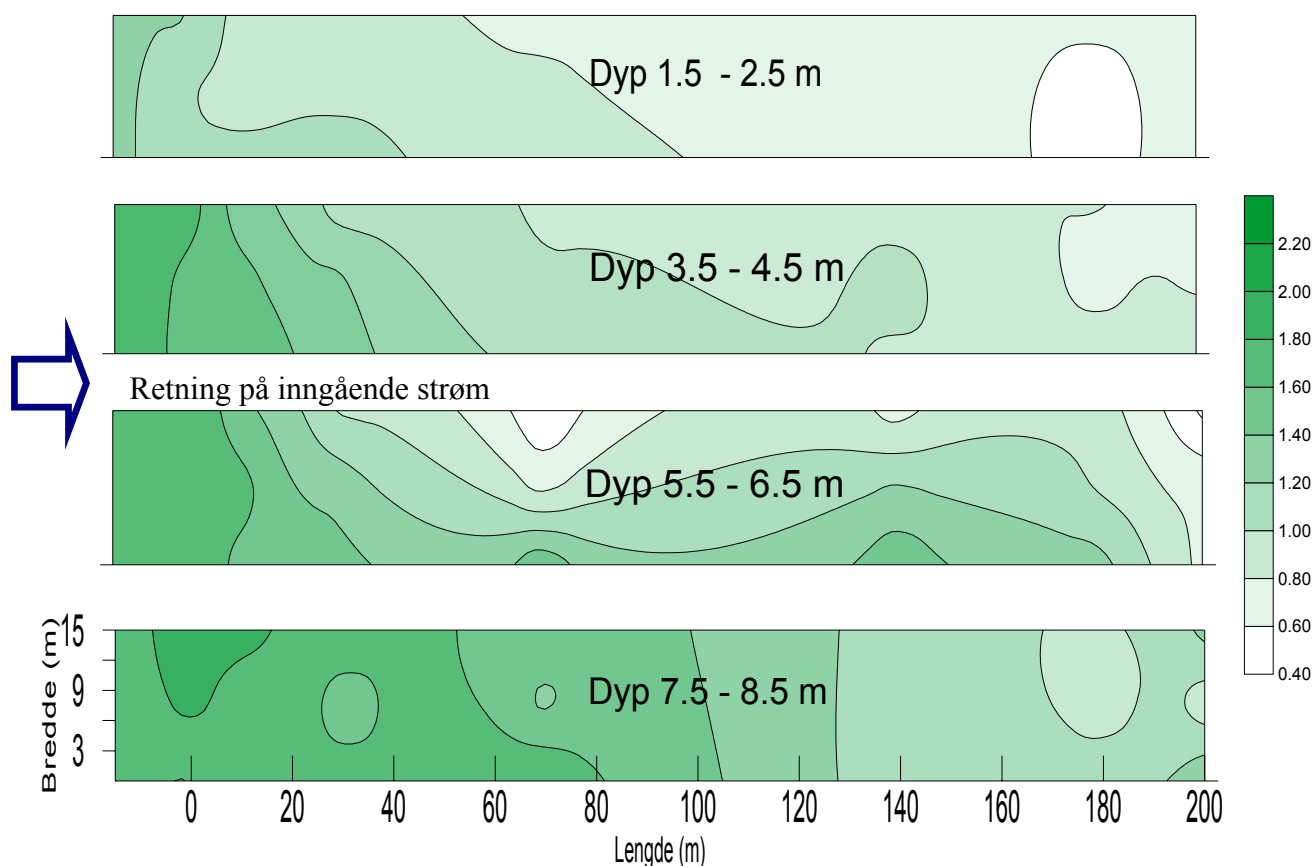 Dyp 1.5 - 2.5 m
Dyp 3.5 - 4.5 m
Retning på inngående strøm
Dyp 5.5 - 6.5 m
Dyp 7.5 - 8.5 m
Bredde (m)
15
9
3
0 20 40 60 80 100 120 140 160 180 200
Lengde (m)
2.20
2.00
1.80
1.60
1.40
1.20
1.00
0.80
0.60
0.40